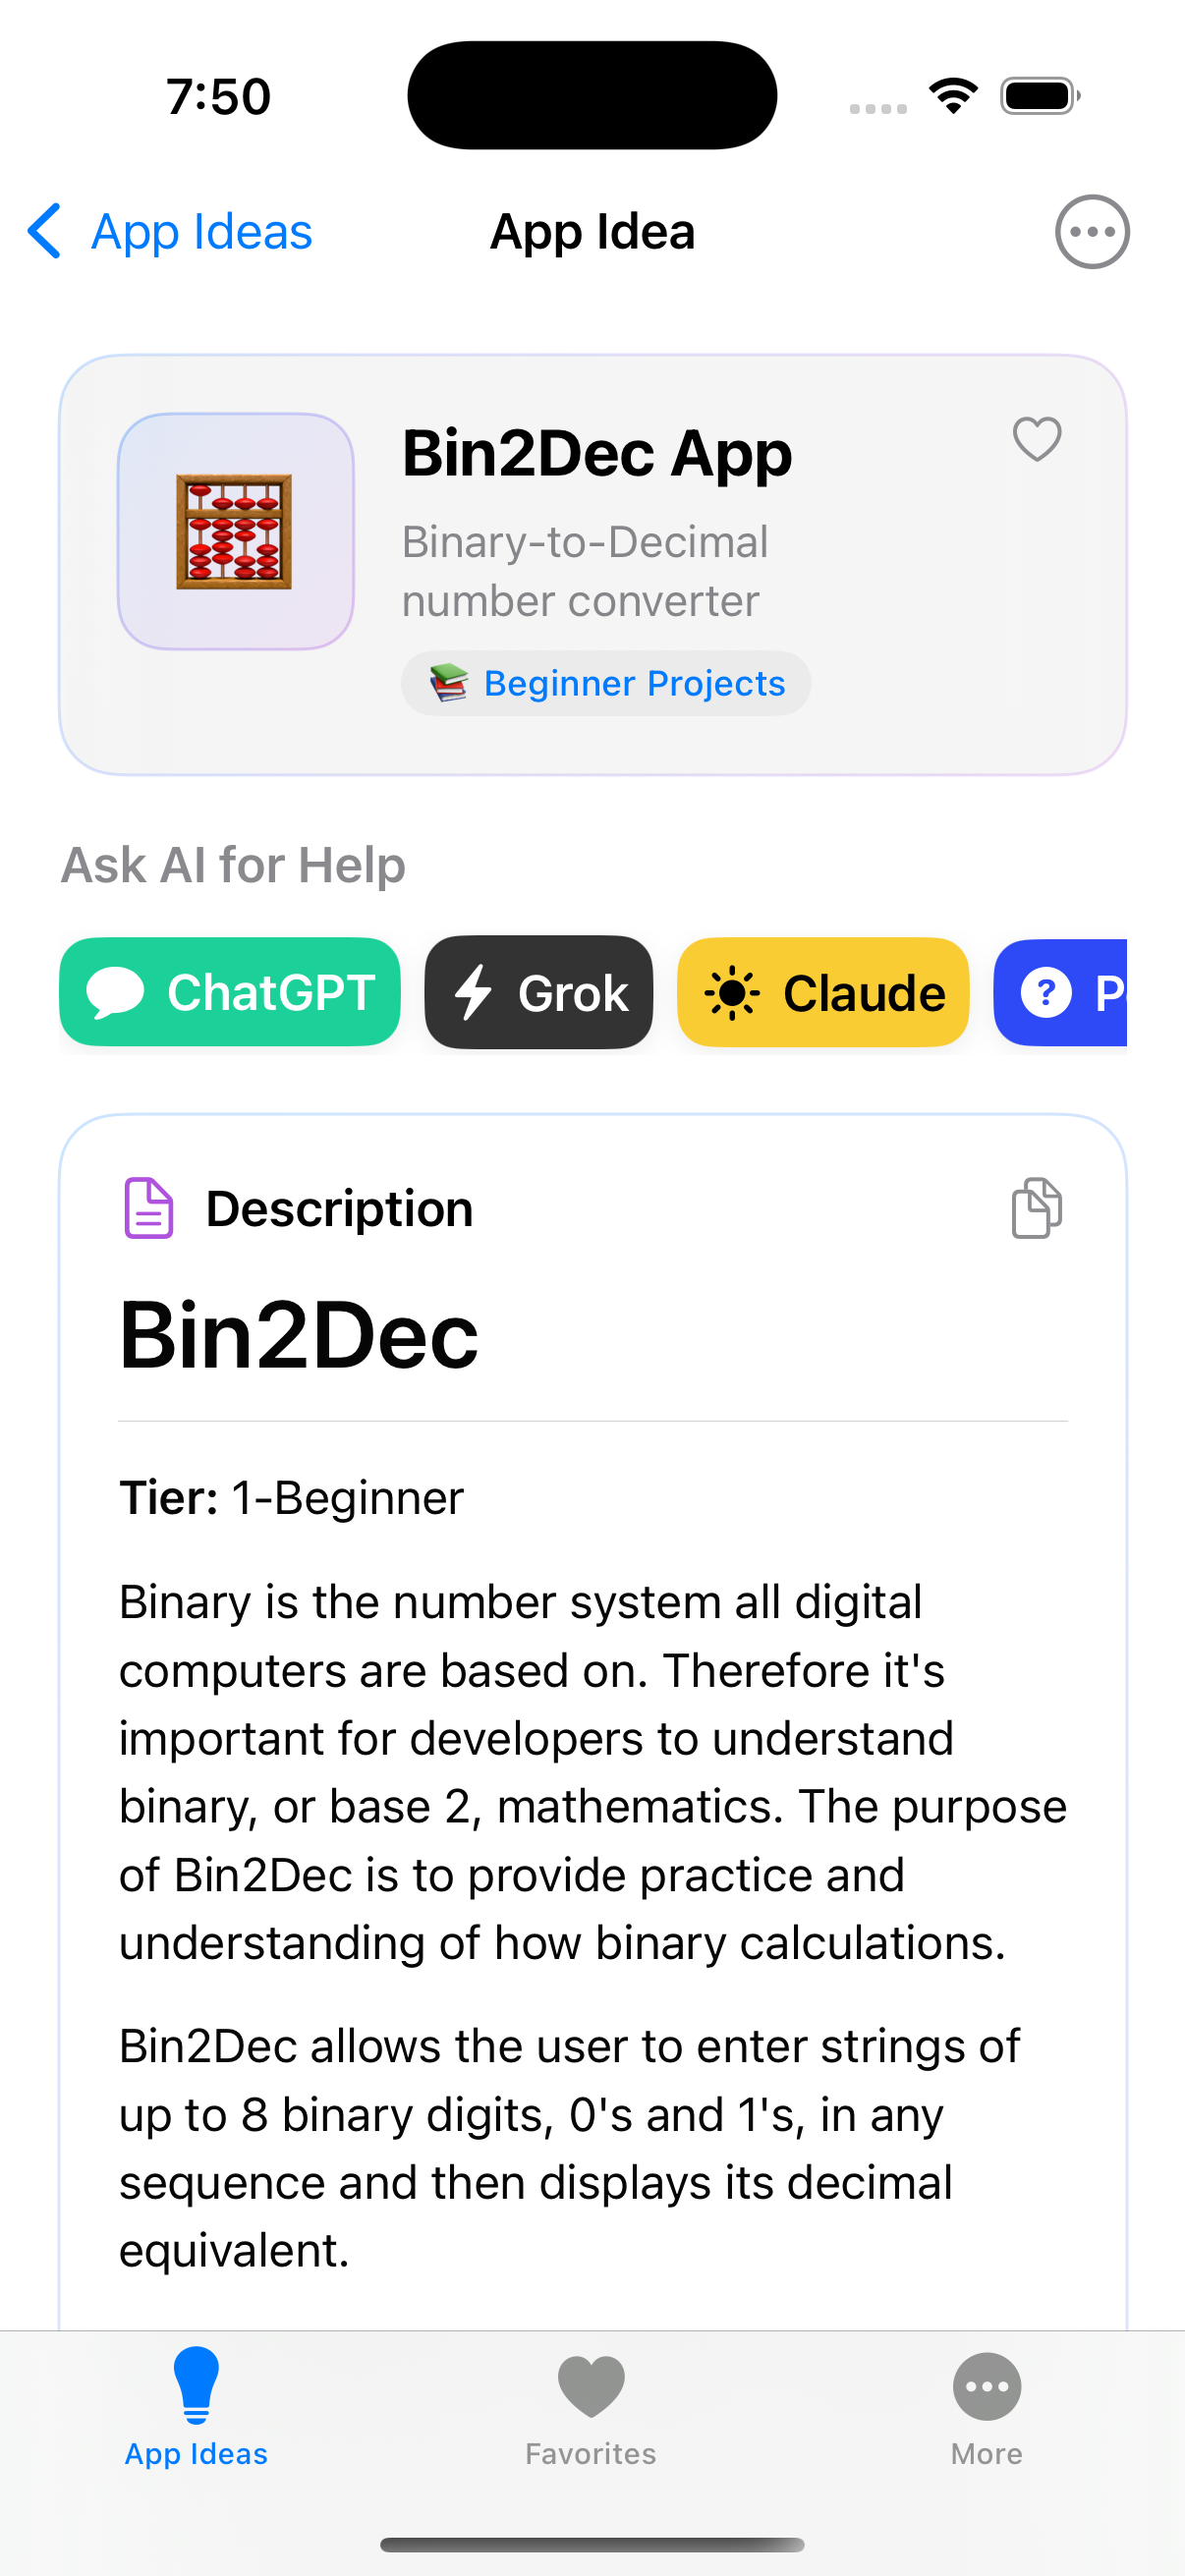 7:50
App Ideas
App Idea
Bin2Dec App
Binary-to-Decimal
number converter
Beginner Projects
Ask AI for Help
ChatGPT
Grok
Claude
?
Description
Bin2Dec
Tier: 1-Beginner
Binary is the number system all digital
computers are based on. Therefore it's
important for developers to understand
binary, or base 2, mathematics. The purpose
of Bin2Dec is to provide practice and
understanding of how binary calculations.
Bin2Dec allows the user to enter strings of
up to 8 binary digits, 0's and 1's, in any
sequence and then displays its decimal
equivalent.
App Ideas
Favorites
More